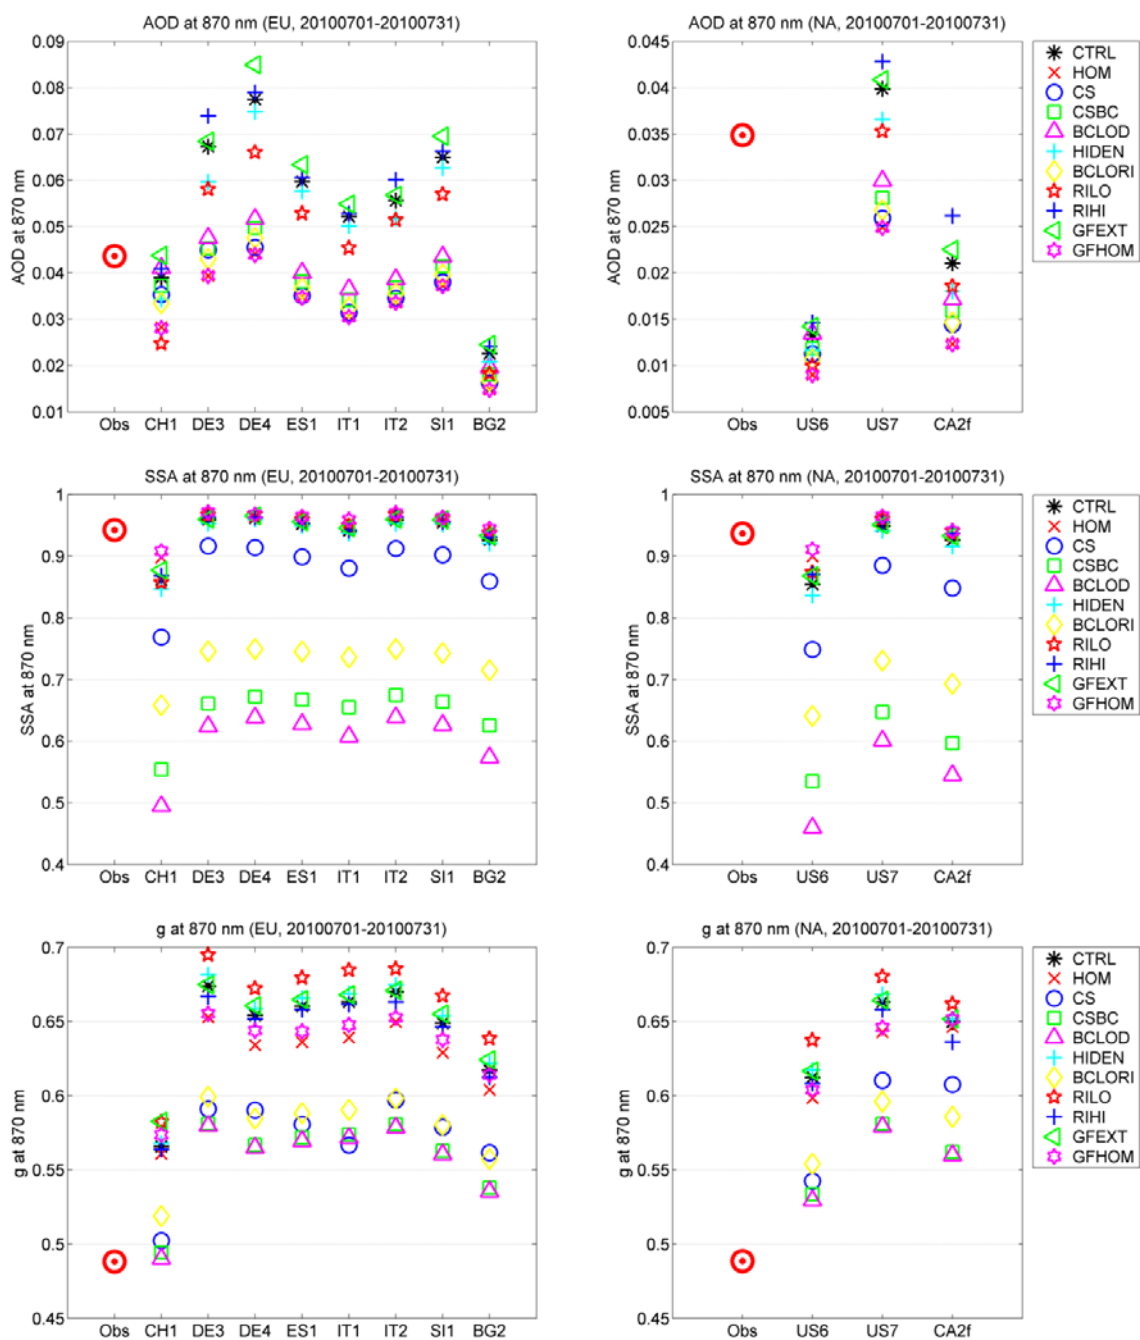 AOD at 870 nm (EU, 20100701-20100731)
0.09
0.08
0.07
0.06
0.05
0.04
0.03
0.02
0.01
AOD at 870 nm
Obs CH1 DE3 DE4 ES1 IT1 IT2 SI1 BG2
AOD at 870 nm (NA, 20100701-20100731)
0.045
0.04
0.035
0.03
0.025
0.02
0.015
0.01
0.005
AOD at 870 nm
Obs US6 US7 CA2f
CTRL
HOM
CS
CSBC
BCLOD
HIDEN
BCLORI
RILO
RIHI
GFEXT
GFHOM
SSA at 870 nm (EU, 20100701-20100731)
1
0.9
0.8
0.7
0.6
0.5
0.4
SSA at 870 nm
Obs CH1 DE3 DE4 ES1 IT1 IT2 SI1 BG2
SSA at 870 nm (NA, 20100701-20100731)
1
0.9
0.8
0.7
0.6
0.5
0.4
SSA at 870 nm
Obs US6 US7 CA2f
CTRL
HOM
CS
CSBC
BCLOD
HIDEN
BCLORI
RILO
RIHI
GFEXT
GFHOM
g at 870 nm (EU, 20100701-20100731)
0.7
0.65
0.6
0.55
0.5
0.45
g at 870 nm
Obs CH1 DE3 DE4 ES1 IT1 IT2 SI1 BG2
g at 870 nm (NA, 20100701-20100731)
0.7
0.65
0.6
0.55
0.5
0.45
g at 870 nm
Obs US6 US7 CA2f
CTRL
HOM
CS
CSBC
BCLOD
HIDEN
BCLORI
RILO
RIHI
GFEXT
GFHOM